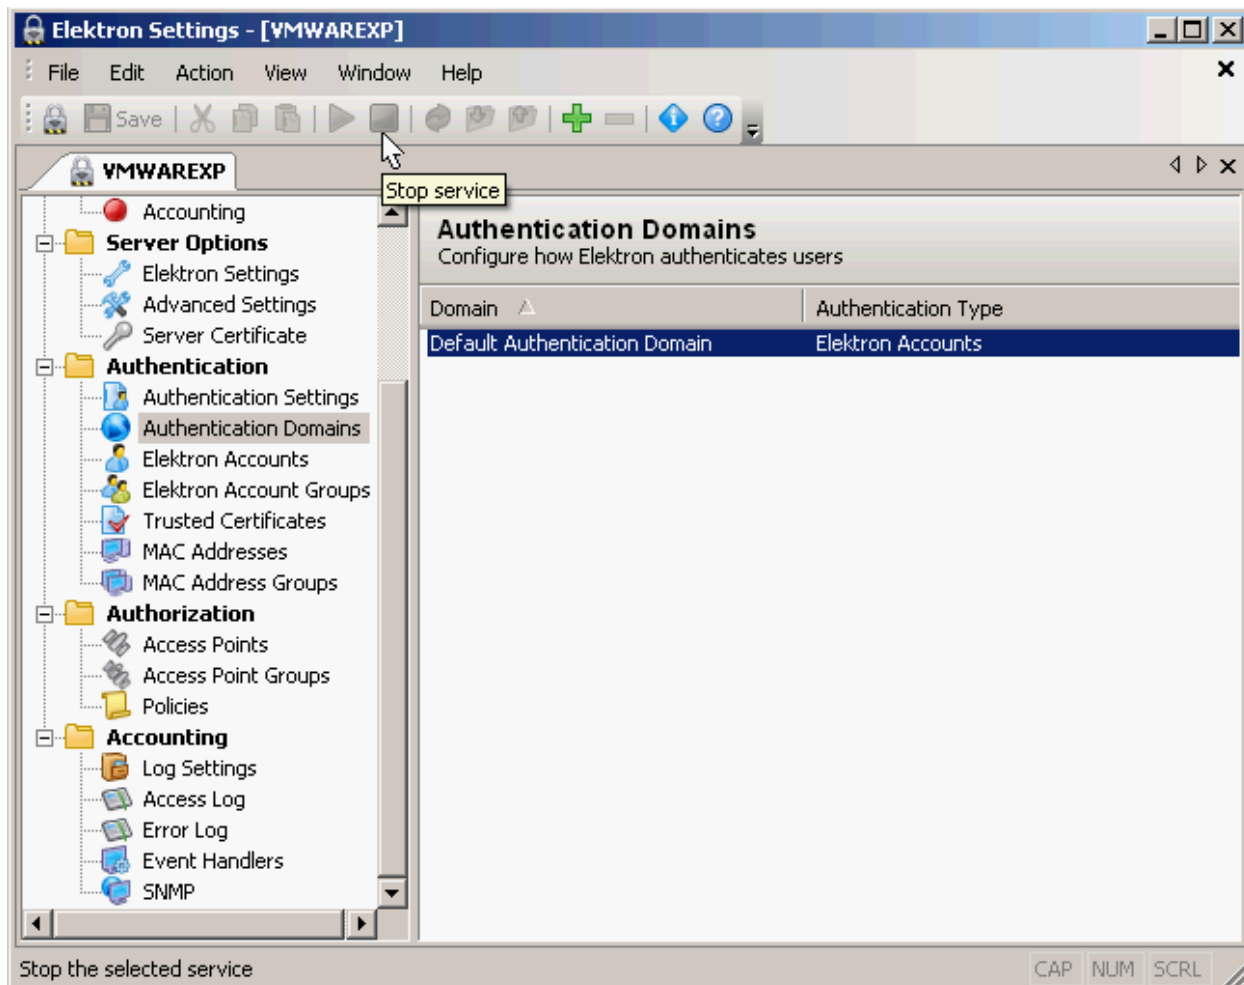 Elektron Settings - [VMWAREXP]
File Edit Action View Window Help
Save
VMWAREXP
Stop service
Accounting
Server Options
Elektron Settings
Advanced Settings
Server Certificate
Authentication
Authentication Settings
Authentication Domains
Elektron Accounts
Elektron Account Groups
Trusted Certificates
MAC Addresses
MAC Address Groups
Authorization
Access Points
Access Point Groups
Policies
Accounting
Log Settings
Access Log
Error Log
Event Handlers
SNMP
Authentication Domains
Configure how Elektron authenticates users
Domain Authentication Type
Default Authentication Domain Elektron Accounts
Stop the selected service
CAP NUM SCRL